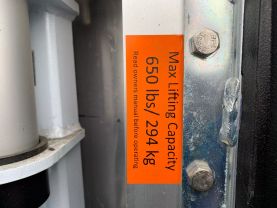 Max Lifting Capacity
650 lbs/ 294 kg
Read owners manual before operating